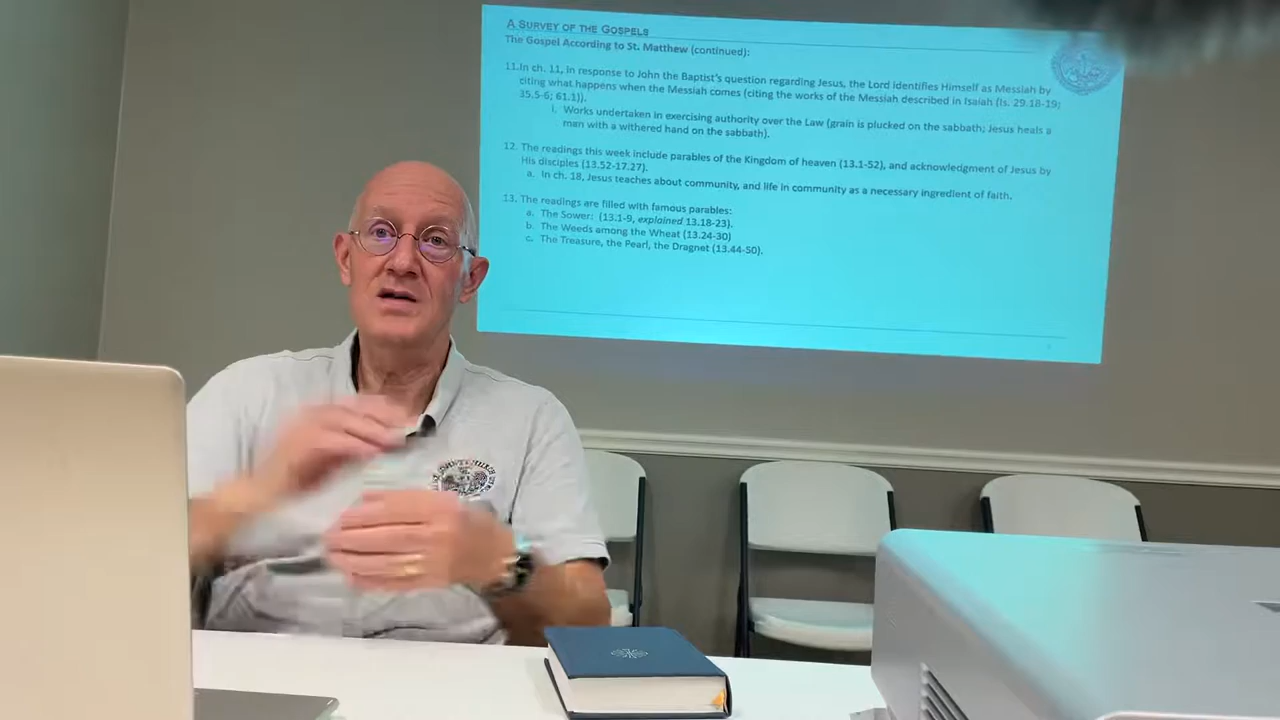 A SURVEY OF THE GOSPELS
The Gospel According to St. Matthew (continued):
11.In ch. 11, in response to John the Baptist's question regarding Jesus, the Lord identifies Himself as Messiah by
citing what happens when the Messiah comes (citing the works of the Messiah described in Isaiah (Is. 29.18-19;
35.5-6; 61.1)).
i. Works undertaken in exercising authority over the Law (grain is plucked on the sabbath; Jesus heals a
man with a withered hand on the sabbath).
12. The readings this week include parables of the Kingdom of heaven (13.1-52), and acknowledgment of Jesus by
His disciples (13.52-17.27).
a. In ch. 18, Jesus teaches about community, and life in community as a necessary ingredient of faith.
13. The readings are filled with famous parables:
a. The Sower: (13.1-9, explained 13.18-23).
b. The Weeds among the Wheat (13.24-30)
c. The Treasure, the Pearl, the Dragnet (13.44-50).